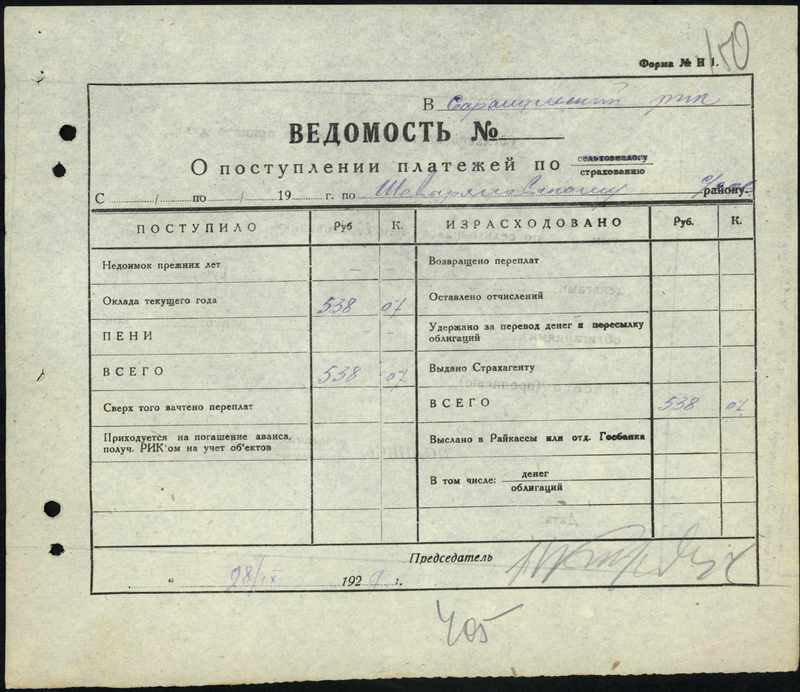 150
Форма № Н 1.
В рик
ВЕДОМОСТЬ №
О ПОСТУПЛЕНИИ ПЛАТЕЖЕЙ ПО сельхозналогу
страхованию
С / по / 19 г. по району.
ПОСТУПИЛО Руб К. ИЗРАСХОДОВАНО Руб. К.
Недоимок прежних лет — — Возвращено переплат
Оклада текущего года 538 07 Оставлено отчислений
ПЕНИ Удержано за перевод денег и пересылку облигаций
ВСЕГО 538 07 Выдано Страхагенту
Сверх того зачтено переплат ВСЕГО 538 07
Приходуется на погашение аванса, Выслано в Райкассы или отд. Госбанка
получ. РИК'ом на учет об'ектов
В том числе: денег
облигаций
Председатель
" 28/IX 192 г.
405